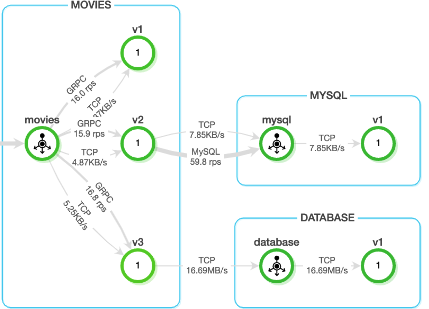 MOVIES
v1
1
GRPC
16.0 rps
TCP
37KB/s
movies
GRPC
15.9 rps
v2
1
TCP
4.87KB/s
GRPC
16.8 rps
TCP
5.25KB/s
v3
1
TCP
7.85KB/s
MySQL
59.8 rps
MYSQL
mysql
TCP
7.85KB/s
v1
1
TCP
16.69MB/s
DATABASE
database
TCP
16.69MB/s
v1
1